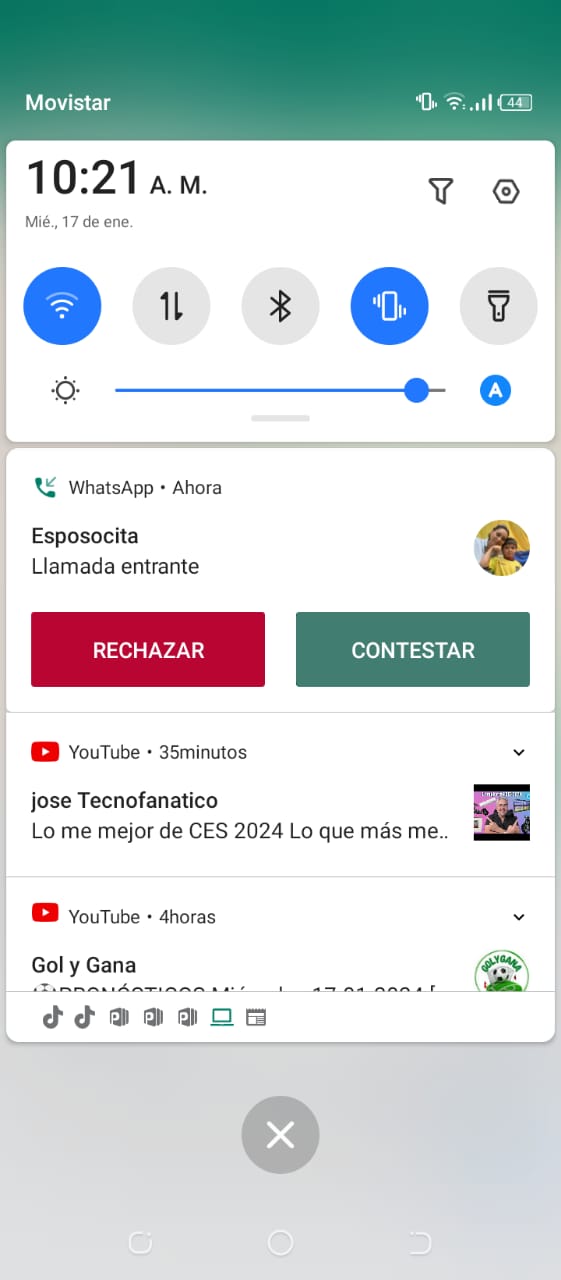 Movistar
44
10:21 A. M.
Mié., 17 de ene.
A
WhatsApp • Ahora
Esposocita
Llamada entrante
RECHAZAR
CONTESTAR
YouTube • 35minutos
jose Tecnofanatico
Lo me mejor de CES 2024 Lo que más me..
YouTube • 4horas
Gol y Gana
GOLYGANA